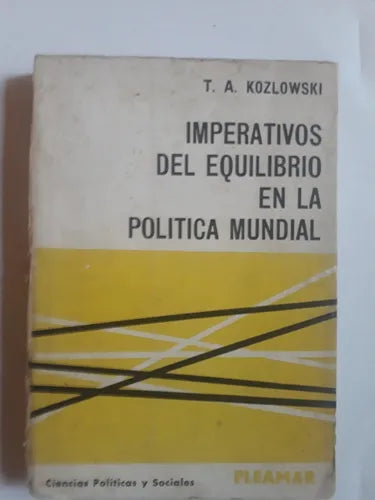 T. A. KOZLOWSKI
IMPERATIVOS
DEL EQUILIBRIO
EN LA
POLITICA MUNDIAL
Ciencias Políticas y Sociales
PLEAMAR